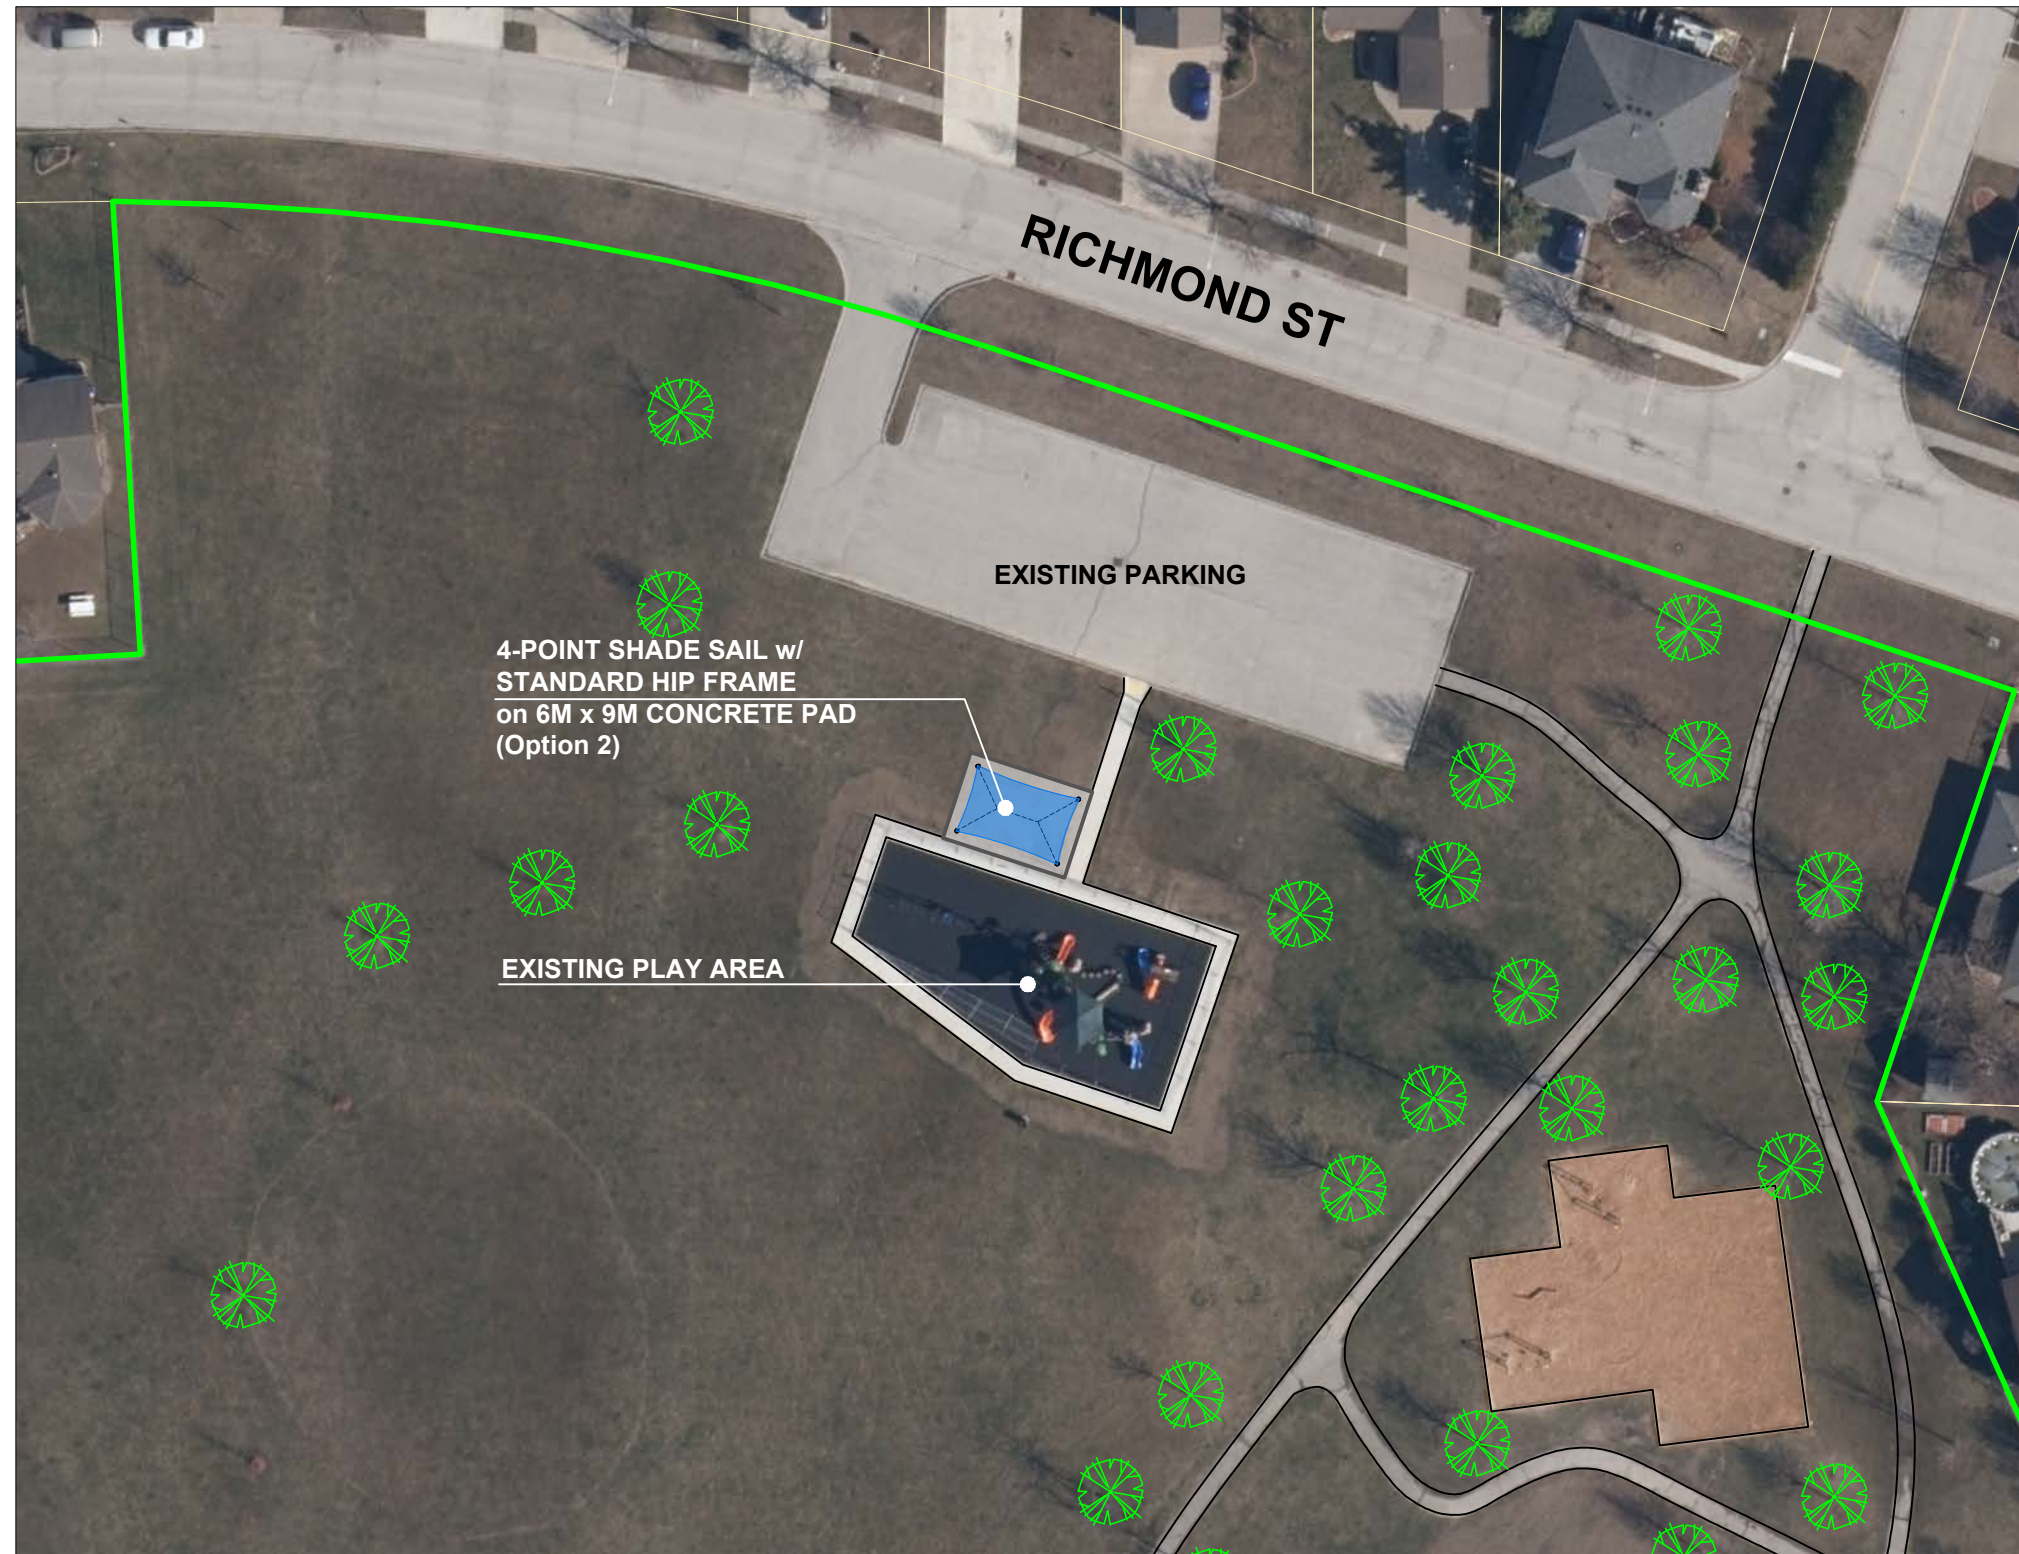 RICHMOND ST
EXISTING PARKING
4-POINT SHADE SAIL w/
STANDARD HIP FRAME
on 6M x 9M CONCRETE PAD
(Option 2)
EXISTING PLAY AREA